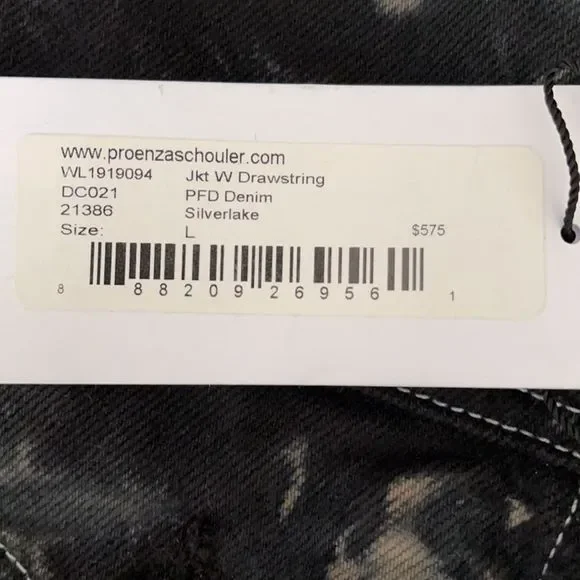 www.proenzaschouler.com
WL1919094 Jkt W Drawstring
DC021 PFD Denim
21386 Silverlake
Size: L $575
8 88209 26956 1